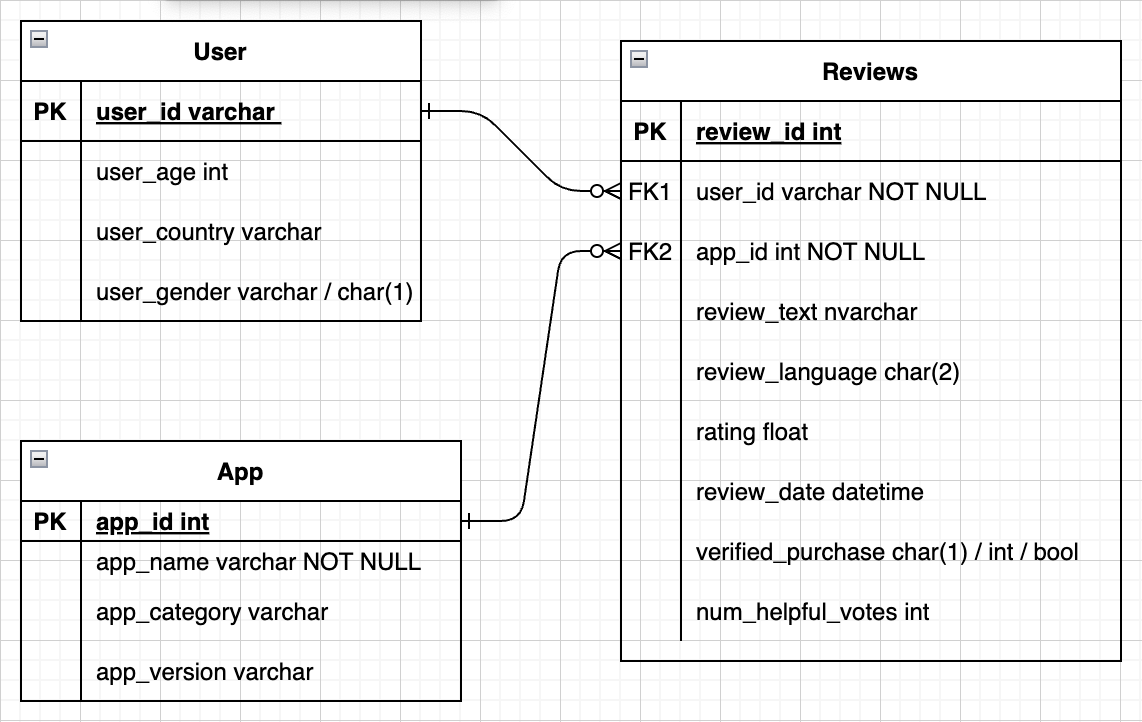 User
PK user_id varchar
user_age int
user_country varchar
user_gender varchar / char(1)
App
PK app_id int
app_name varchar NOT NULL
app_category varchar
app_version varchar
Reviews
PK review_id int
FK1 user_id varchar NOT NULL
FK2 app_id int NOT NULL
review_text nvarchar
review_language char(2)
rating float
review_date datetime
verified_purchase char(1) / int / bool
num_helpful_votes int